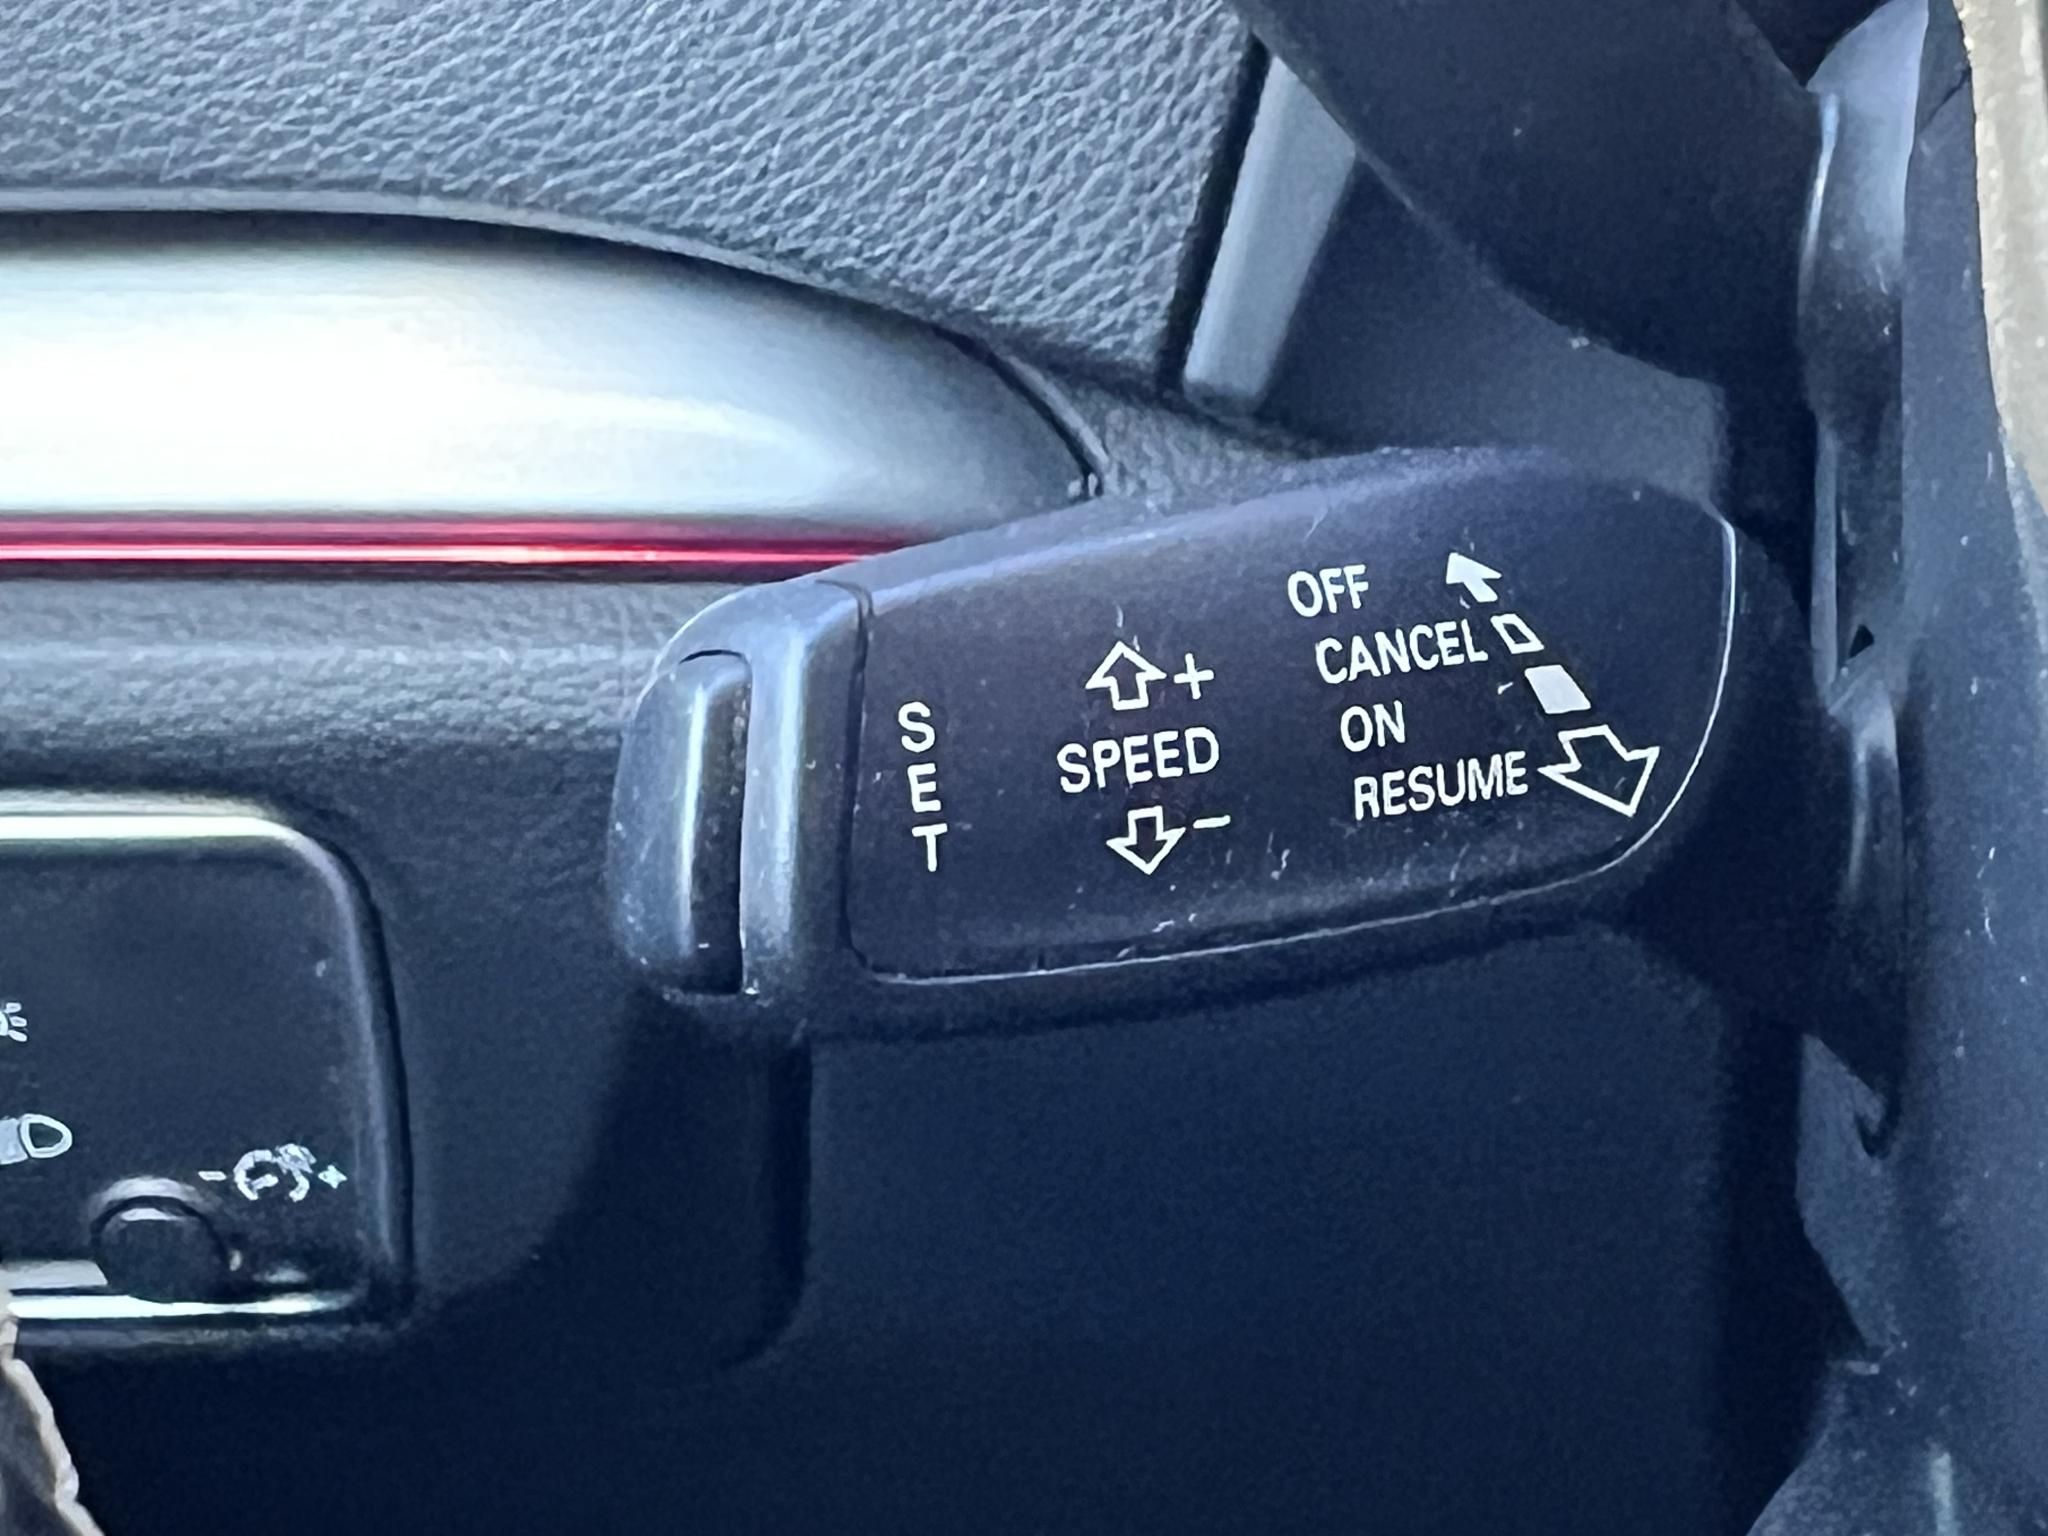 SET
+
SPEED
-
OFF
CANCEL
ON
RESUME
- +